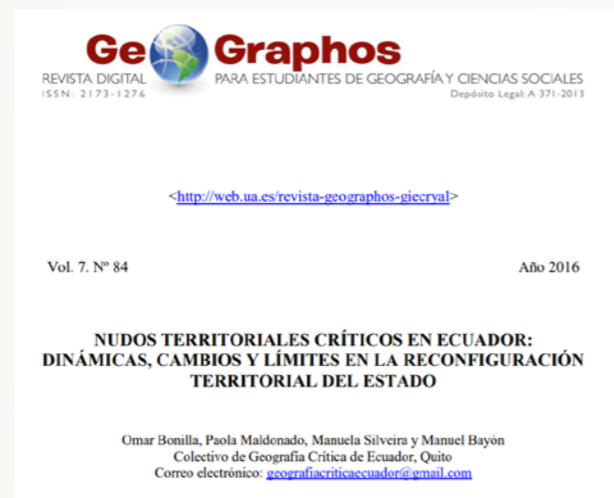 GeoGraphos
REVISTA DIGITAL PARA ESTUDIANTES DE GEOGRAFÍA Y CIENCIAS SOCIALES
ISSN: 2173-1276 Depósito Legal: A 371-2013
<http://web.ua.es/revista-geographos-giecryal>
Vol. 7. Nº 84 Año 2016
NUDOS TERRITORIALES CRÍTICOS EN ECUADOR:
DINÁMICAS, CAMBIOS Y LÍMITES EN LA RECONFIGURACIÓN
TERRITORIAL DEL ESTADO
Omar Bonilla, Paola Maldonado, Manuela Silveira y Manuel Bayón
Colectivo de Geografía Crítica de Ecuador, Quito
Correo electrónico: geografiacriticaecuador@gmail.com